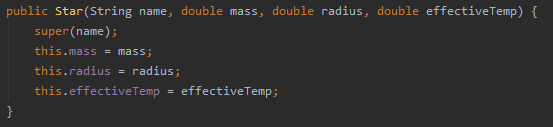 public Star(String name, double mass, double radius, double effectiveTemp) {
    super(name);
    this.mass = mass;
    this.radius = radius;
    this.effectiveTemp = effectiveTemp;
}